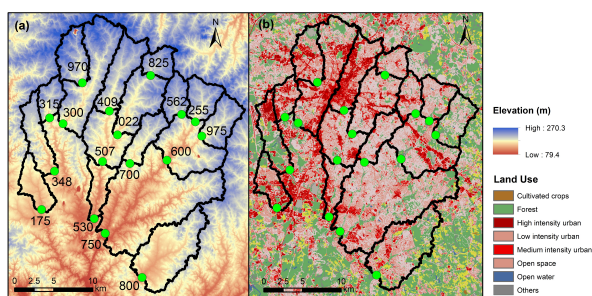 (a)
N
970
825
315
300
409
022
562
255
975
507
700
600
348
175
530
750
800
0 2.5 5 10
km
(b)
N
0 2.5 5 10
km
Elevation (m)
High : 270.3
Low : 79.4
Land Use
Cultivated crops
Forest
High intensity urban
Low intensity urban
Medium intensity urban
Open space
Open water
Others